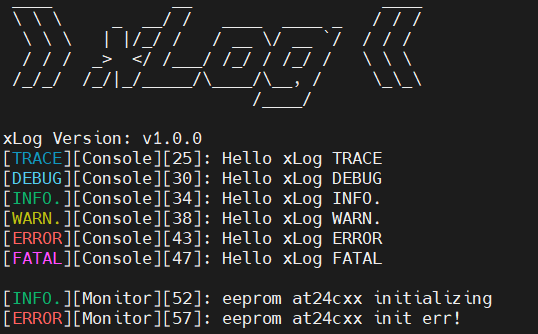 xLog
xLog Version: v1.0.0
[TRACE][Console][25]: Hello xLog TRACE
[DEBUG][Console][30]: Hello xLog DEBUG
[INFO.][Console][34]: Hello xLog INFO.
[WARN.][Console][38]: Hello xLog WARN.
[ERROR][Console][43]: Hello xLog ERROR
[FATAL][Console][47]: Hello xLog FATAL
[INFO.][Monitor][52]: eeprom at24cxx initializing
[ERROR][Monitor][57]: eeprom at24cxx init err!